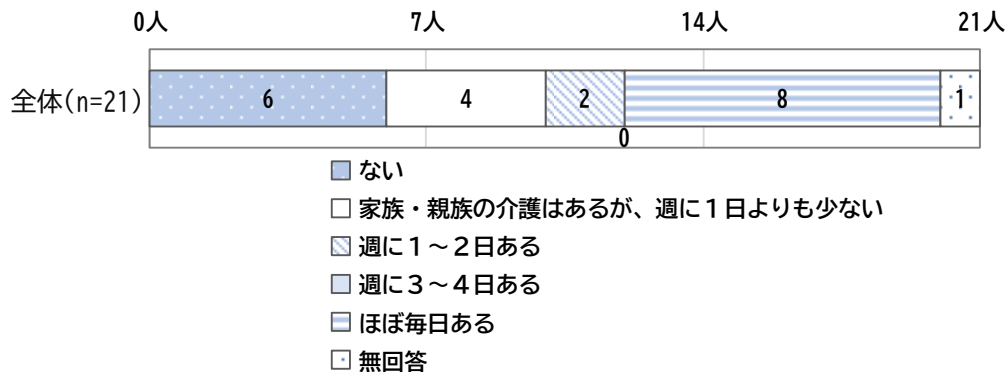 0人 7人 14人 21人
全体(n=21) 6 4 2 8 1
0
ない
家族・親族の介護はあるが、週に1日よりも少ない
週に1～2日ある
週に3～4日ある
ほぼ毎日ある
無回答